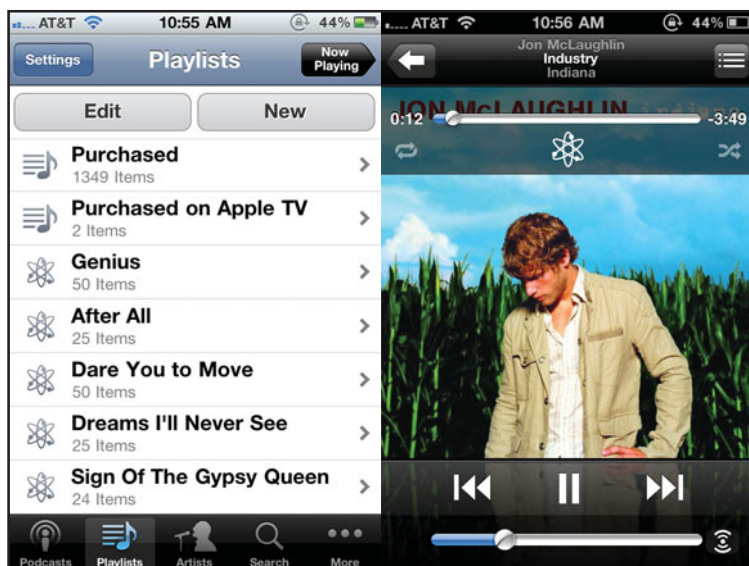 AT&T 10:55 AM 44%
Settings Playlists Now Playing
Edit New
Purchased
1349 Items
Purchased on Apple TV
2 Items
Genius
50 Items
After All
25 Items
Dare You to Move
50 Items
Dreams I'll Never See
25 Items
Sign Of The Gypsy Queen
24 Items
Podcasts Playlists Artists Search More
AT&T 10:56 AM 44%
Jon McLaughlin
Industry
Indiana
JON McLAUGHLIN indiana
0:12 -3:49